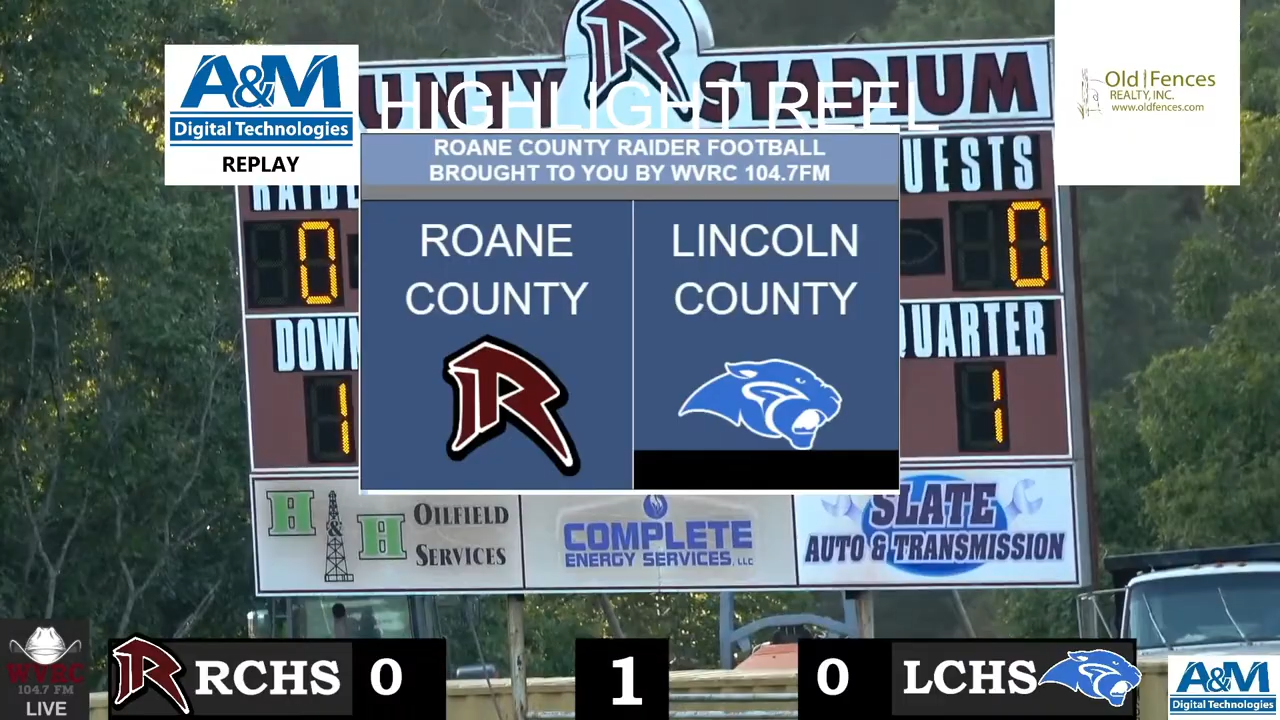 UNTY STADIUM
HIGHLIGHT REEL
A&M
Digital Technologies
REPLAY
Old Fences
REALTY, INC.
www.oldfences.com
ROANE COUNTY RAIDER FOOTBALL
BROUGHT TO YOU BY WVRC 104.7FM
UESTS
0
0
ROANE
COUNTY
LINCOLN
COUNTY
DOWN
QUARTER
1
1
R
H & H OILFIELD
SERVICES
COMPLETE
ENERGY SERVICES, LLC
SLATE
AUTO & TRANSMISSION
WVRC
104.7 FM
LIVE
R RCHS 0
1
0 LCHS
A&M
Digital Technologies